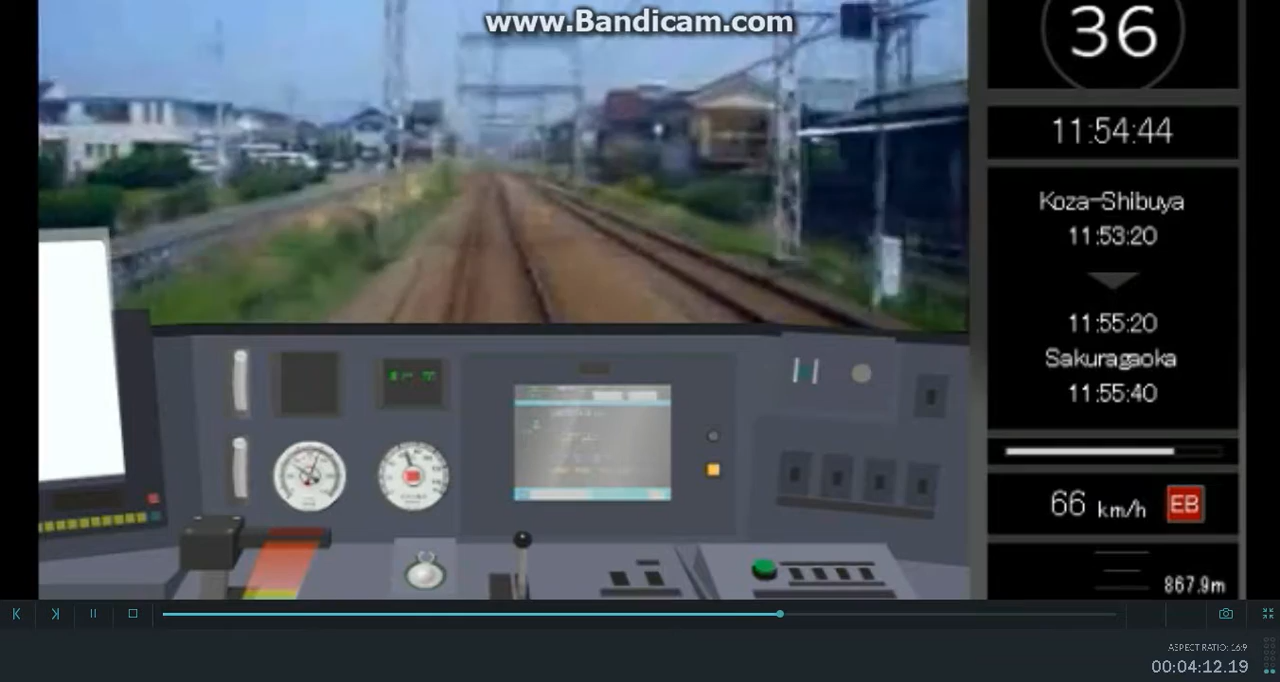 www.Bandicam.com
36
11:54:44
Koza-Shibuya
11:53:20
11:55:20
Sakuragaoka
11:55:40
66 km/h EB
867.9m
ASPECT RATIO: 16:9
00:04:12.19